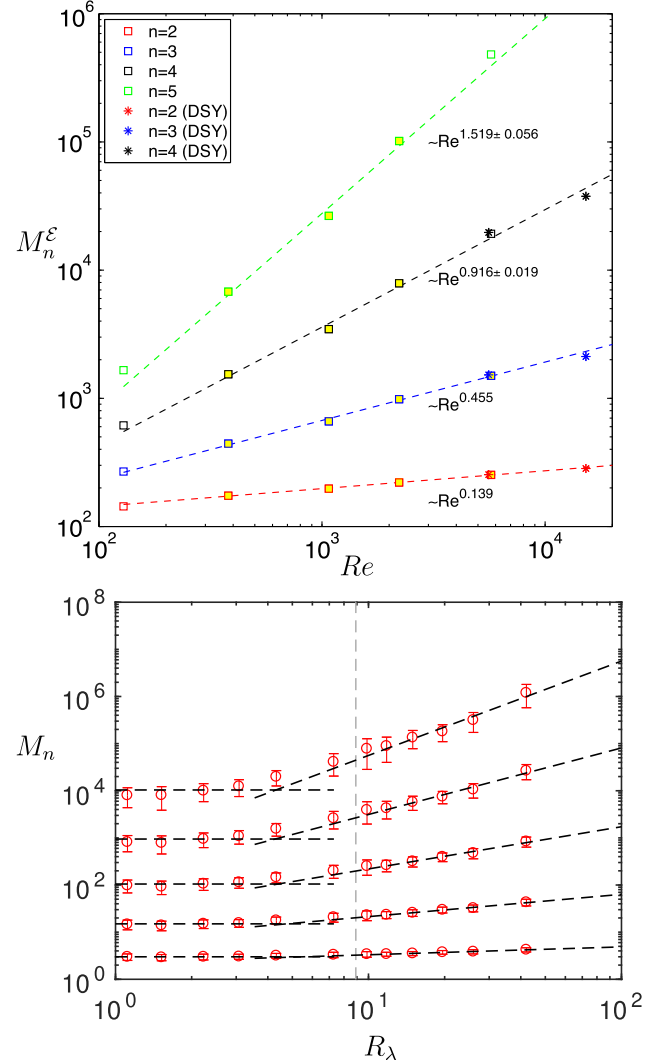 10^6
n=2
n=3
n=4
n=5
n=2 (DSY)
n=3 (DSY)
n=4 (DSY)
10^5
~Re^1.519± 0.056
M_n^ℰ
10^4
~Re^0.916± 0.019
10^3
~Re^0.455
~Re^0.139
10^2
10^2 10^3 10^4
Re
10^8
10^6
M_n
10^4
10^2
10^0
10^0 10^1 10^2
R_λ